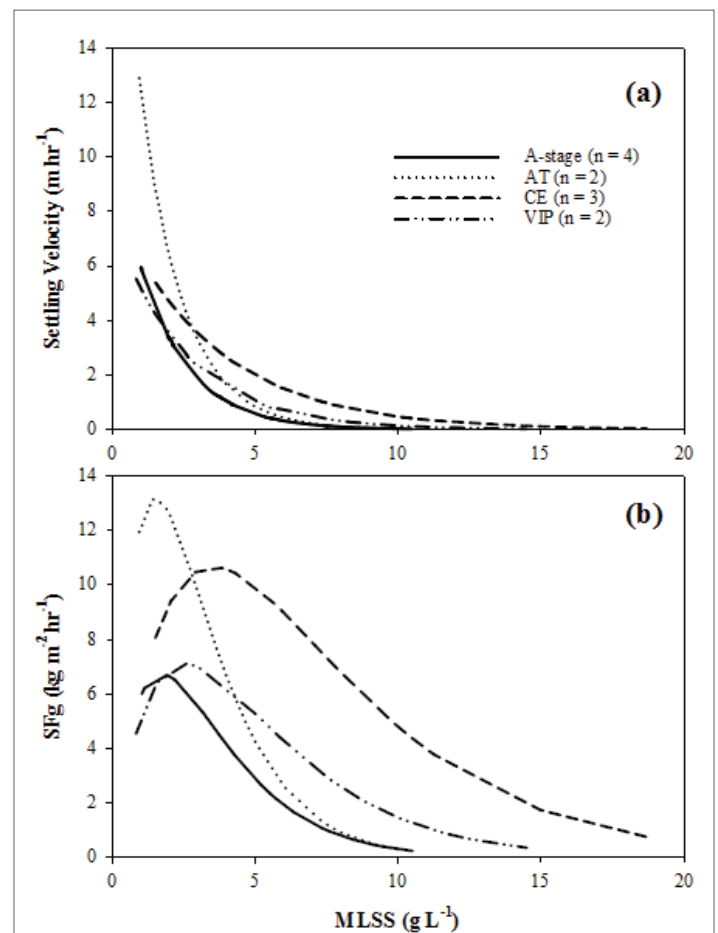 14
12
10
8
6
4
2
0
Settling Velocity (m hr-1)
(a)
A-stage (n = 4)
AT (n = 2)
CE (n = 3)
VIP (n = 2)
0 5 10 15 20
14
12
10
8
6
4
2
0
SFg (kg m-2 hr-1)
(b)
0 5 10 15 20
MLSS (g L-1)